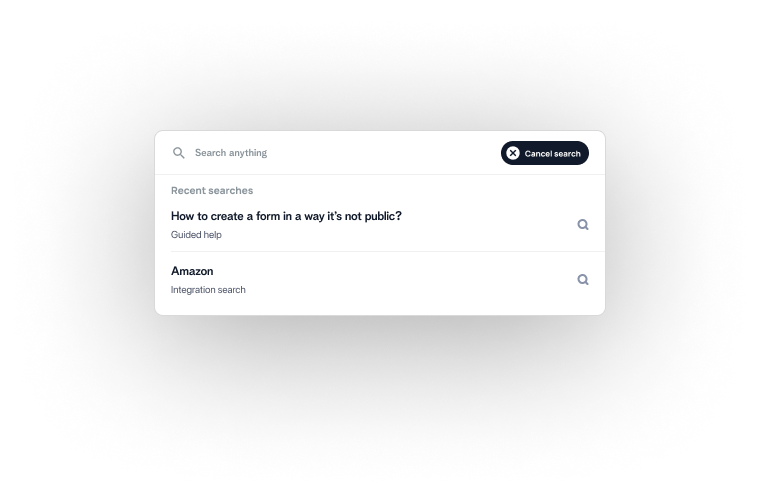 Search anything
Cancel search
Recent searches
How to create a form in a way it’s not public?
Guided help
Amazon
Integration search